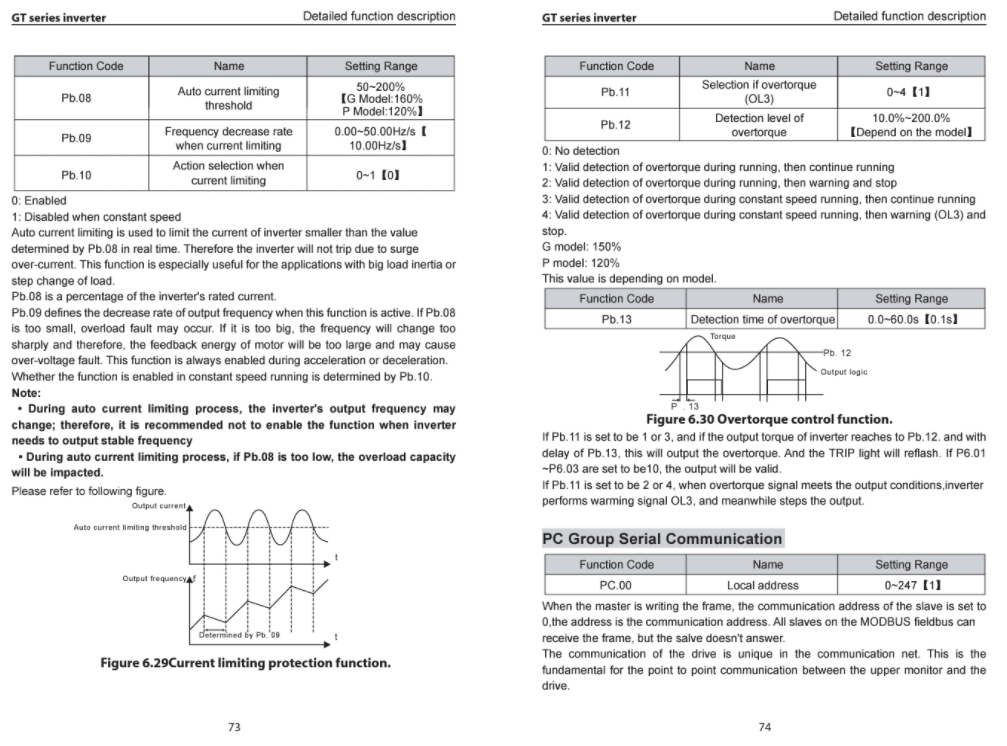 GT series inverter
Detailed function description
Function Code Name Setting Range
Pb.08 Auto current limiting threshold 50~200%【G Model:160% P Model:120%】
Pb.09 Frequency decrease rate when current limiting 0.00~50.00Hz/s【10.00Hz/s】
Pb.10 Action selection when current limiting 0~1【0】
0: Enabled
1: Disabled when constant speed
Auto current limiting is used to limit the current of inverter smaller than the value
determined by Pb.08 in real time. Therefore the inverter will not trip due to surge
over-current. This function is especially useful for the applications with big load inertia or
step change of load.
Pb.08 is a percentage of the inverter's rated current.
Pb.09 defines the decrease rate of output frequency when this function is active. If Pb.08
is too small, overload fault may occur. If it is too big, the frequency will change too
sharply and therefore, the feedback energy of motor will be too large and may cause
over-voltage fault. This function is always enabled during acceleration or deceleration.
Whether the function is enabled in constant speed running is determined by Pb.10.
Note:
• During auto current limiting process, the inverter's output frequency may
change; therefore, it is recommended not to enable the function when inverter
needs to output stable frequency
• During auto current limiting process, if Pb.08 is too low, the overload capacity
will be impacted.
Please refer to following figure.
Output current
Auto current limiting threshold
t
Output frequency f
Determined by Pb. 09
t
Figure 6.29Current limiting protection function.
73
GT series inverter
Detailed function description
Function Code Name Setting Range
Pb.11 Selection if overtorque (OL3) 0~4【1】
Pb.12 Detection level of overtorque 10.0%~200.0%【Depend on the model】
0: No detection
1: Valid detection of overtorque during running, then continue running
2: Valid detection of overtorque during running, then warning and stop
3: Valid detection of overtorque during constant speed running, then continue running
4: Valid detection of overtorque during constant speed running, then warning (OL3) and
stop.
G model: 150%
P model: 120%
This value is depending on model.
Function Code Name Setting Range
Pb.13 Detection time of overtorque 0.0~60.0s【0.1s】
Torque
Pb. 12
Output logic
P . 13
Figure 6.30 Overtorque control function.
If Pb.11 is set to be 1 or 3, and if the output torque of inverter reaches to Pb.12. and with
delay of Pb.13, this will output the overtorque. And the TRIP light will reflash. If P6.01
~P6.03 are set to be10, the output will be valid.
If Pb.11 is set to be 2 or 4, when overtorque signal meets the output conditions,inverter
performs warming signal OL3, and meanwhile steps the output.
PC Group Serial Communication
Function Code Name Setting Range
PC.00 Local address 0~247【1】
When the master is writing the frame, the communication address of the slave is set to
0,the address is the communication address. All slaves on the MODBUS fieldbus can
receive the frame, but the salve doesn't answer.
The communication of the drive is unique in the communication net. This is the
fundamental for the point to point communication between the upper monitor and the
drive.
74